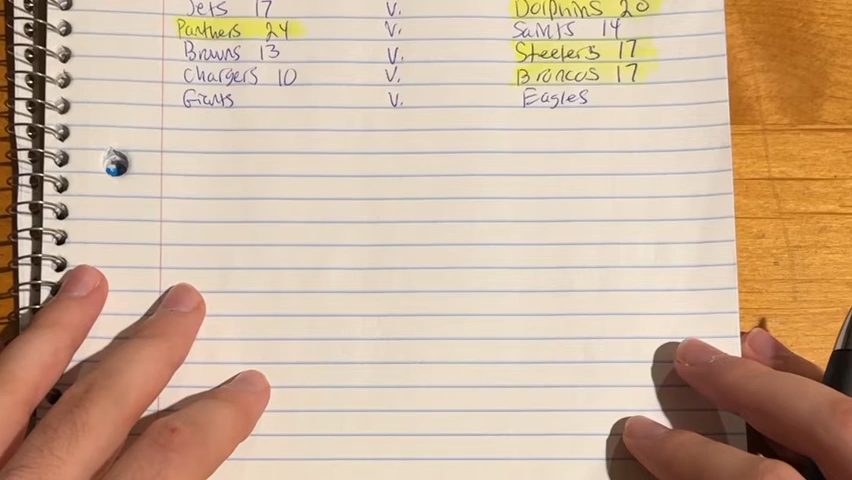 Jets 17 v. Dolphins 20
Panthers 24 v. Saints 14
Browns 13 v. Steelers 17
Chargers 10 v. Broncos 17
Giants v. Eagles